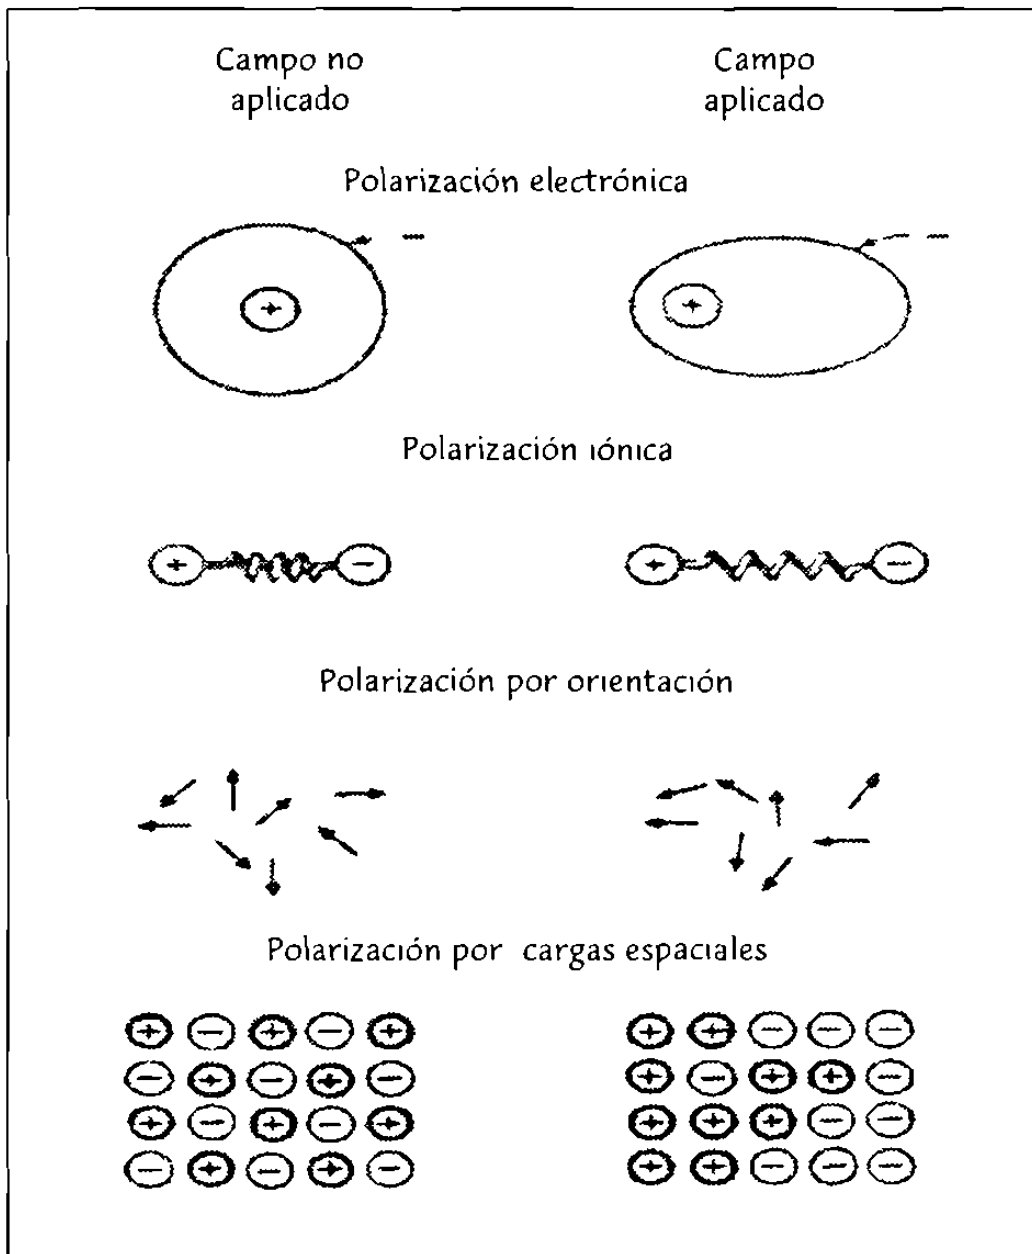 Campo no aplicado
Campo aplicado
Polarización electrónica
+ −
+ −
Polarización iónica
+ − + −
Polarización por orientación
Polarización por cargas espaciales
+ − + − + + + − − −
− + − + − + − + + −
+ − + − + + + + − −
− + − + − + + − − −